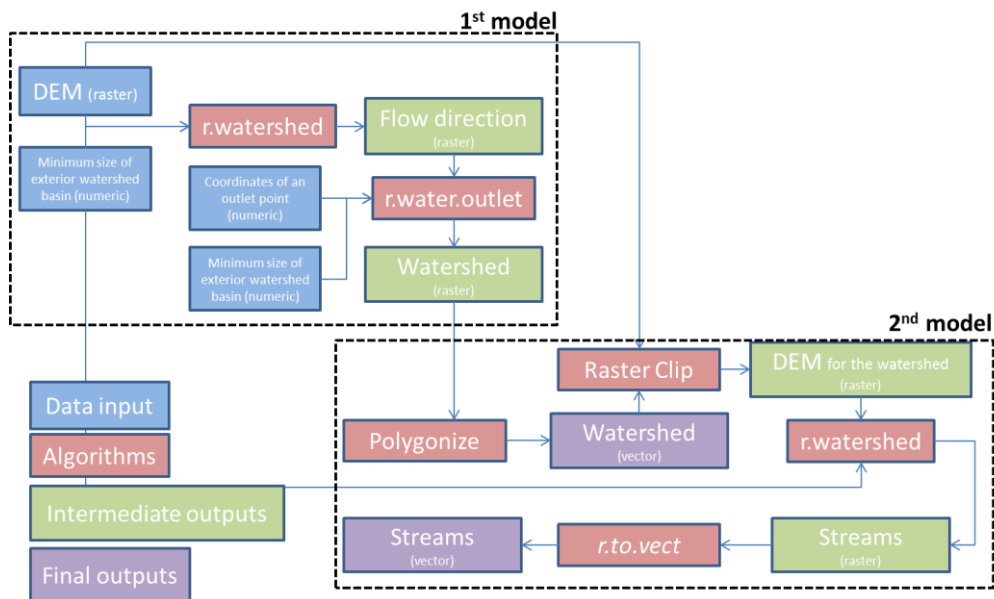 1st model
DEM (raster)
r.watershed
Flow direction
(raster)
Minimum size of
exterior watershed
basin (numeric)
Coordinates of an
outlet point
(numeric)
r.water.outlet
Minimum size of
exterior watershed
basin (numeric)
Watershed
(raster)
2nd model
Raster Clip
DEM for the watershed
(raster)
Polygonize
Watershed
(vector)
r.watershed
Streams
(vector)
r.to.vect
Streams
(raster)
Data input
Algorithms
Intermediate outputs
Final outputs